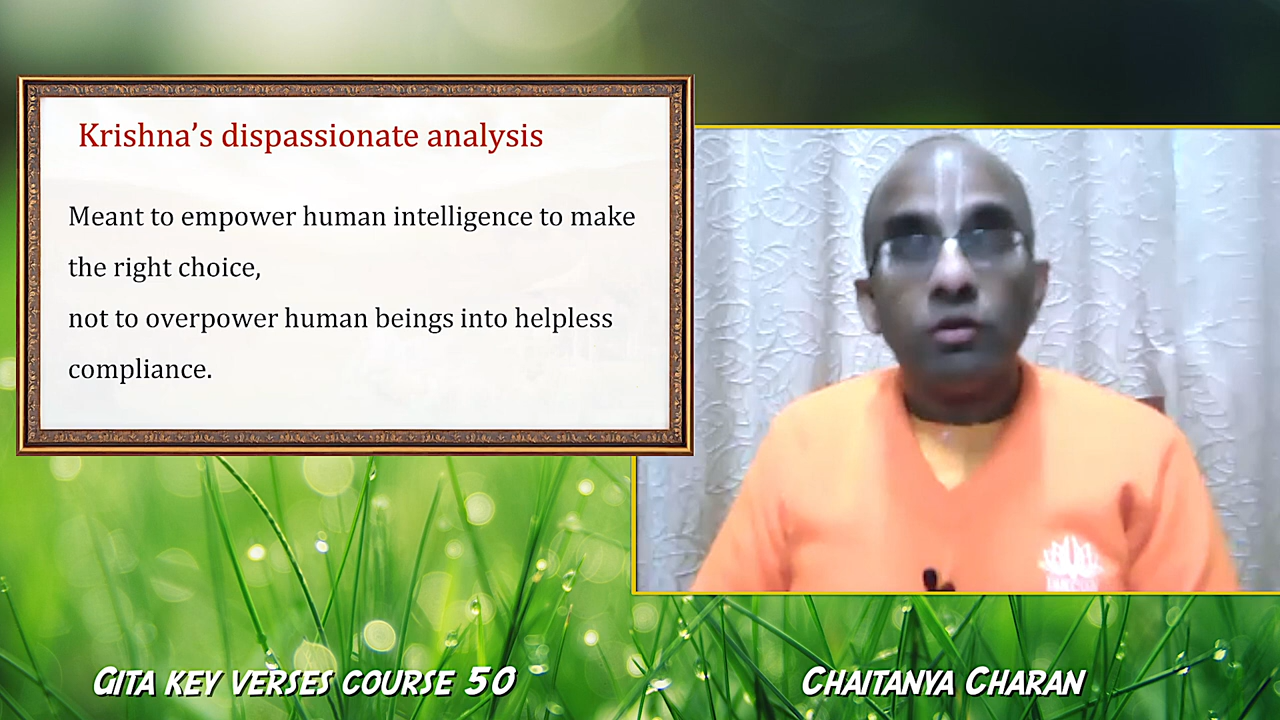 Krishna’s dispassionate analysis
Meant to empower human intelligence to make
the right choice,
not to overpower human beings into helpless
compliance.
Gita key verses course 50
Chaitanya Charan